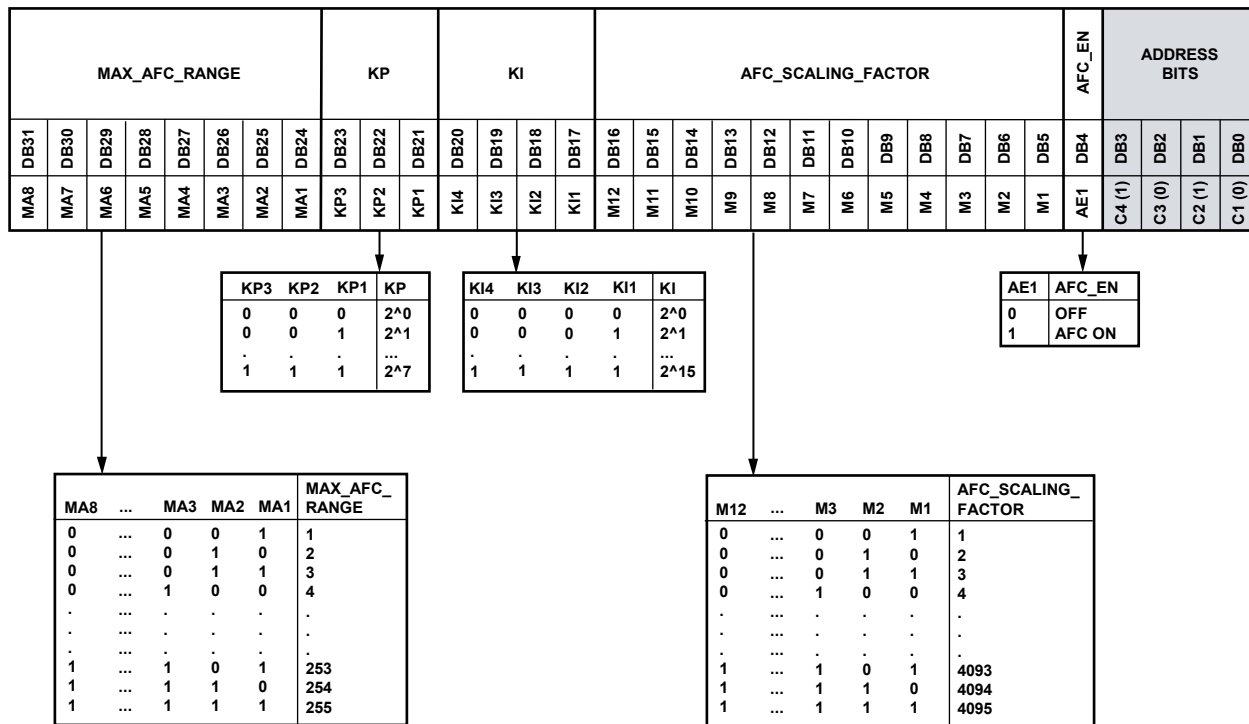 MAX_AFC_RANGE KP KI AFC_SCALING_FACTOR AFC_EN ADDRESS BITS
DB31 DB30 DB29 DB28 DB27 DB26 DB25 DB24 DB23 DB22 DB21 DB20 DB19 DB18 DB17 DB16 DB15 DB14 DB13 DB12 DB11 DB10 DB9 DB8 DB7 DB6 DB5 DB4 DB3 DB2 DB1 DB0
MA8 MA7 MA6 MA5 MA4 MA3 MA2 MA1 KP3 KP2 KP1 KI4 KI3 KI2 KI1 M12 M11 M10 M9 M8 M7 M6 M5 M4 M3 M2 M1 AE1 C4 (1) C3 (0) C2 (1) C1 (0)
KP3 KP2 KP1 KP
0 0 0 2^0
0 0 1 2^1
. . . ...
1 1 1 2^7
KI4 KI3 KI2 KI1 KI
0 0 0 0 2^0
0 0 0 1 2^1
. . . . ...
1 1 1 1 2^15
AE1 AFC_EN
0 OFF
1 AFC ON
MA8 ... MA3 MA2 MA1 MAX_AFC_
RANGE
0 ... 0 0 1 1
0 ... 0 1 0 2
0 ... 0 1 1 3
0 ... 1 0 0 4
. ... . . . .
. ... . . . .
. ... . . . .
1 ... 1 0 1 253
1 ... 1 1 0 254
1 ... 1 1 1 255
M12 ... M3 M2 M1 AFC_SCALING_
FACTOR
0 ... 0 0 1 1
0 ... 0 1 0 2
0 ... 0 1 1 3
0 ... 1 0 0 4
. ... . . . .
. ... . . . .
. ... . . . .
1 ... 1 0 1 4093
1 ... 1 1 0 4094
1 ... 1 1 1 4095